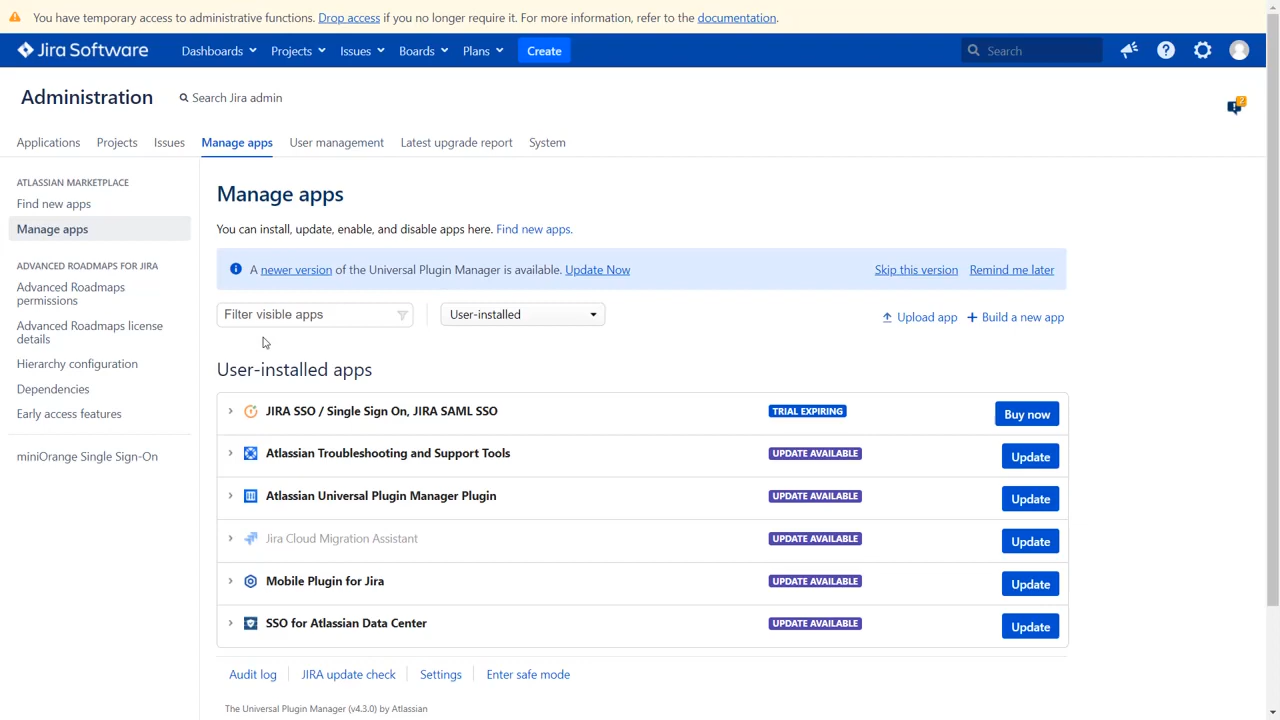 You have temporary access to administrative functions. Drop access if you no longer require it. For more information, refer to the documentation.
Jira Software Dashboards Projects Issues Boards Plans Create Search
Administration Search Jira admin
Applications Projects Issues Manage apps User management Latest upgrade report System
ATLASSIAN MARKETPLACE
Find new apps
Manage apps
ADVANCED ROADMAPS FOR JIRA
Advanced Roadmaps
permissions
Advanced Roadmaps license
details
Hierarchy configuration
Dependencies
Early access features
miniOrange Single Sign-On
Manage apps
You can install, update, enable, and disable apps here. Find new apps.
A newer version of the Universal Plugin Manager is available. Update Now Skip this version Remind me later
Filter visible apps User-installed Upload app Build a new app
User-installed apps
JIRA SSO / Single Sign On, JIRA SAML SSO TRIAL EXPIRING Buy now
Atlassian Troubleshooting and Support Tools UPDATE AVAILABLE Update
Atlassian Universal Plugin Manager Plugin UPDATE AVAILABLE Update
Jira Cloud Migration Assistant UPDATE AVAILABLE Update
Mobile Plugin for Jira UPDATE AVAILABLE Update
SSO for Atlassian Data Center UPDATE AVAILABLE Update
Audit log JIRA update check Settings Enter safe mode
The Universal Plugin Manager (v4.3.0) by Atlassian